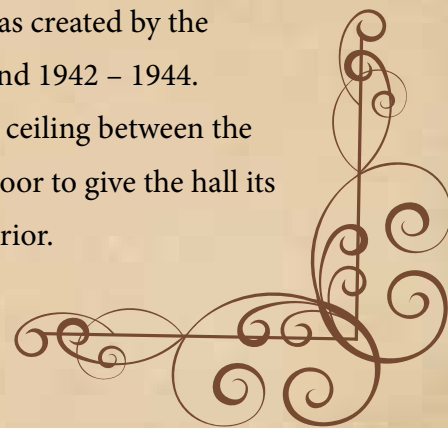 as created by the
nd 1942 – 1944.
ceiling between the
oor to give the hall its
rior.